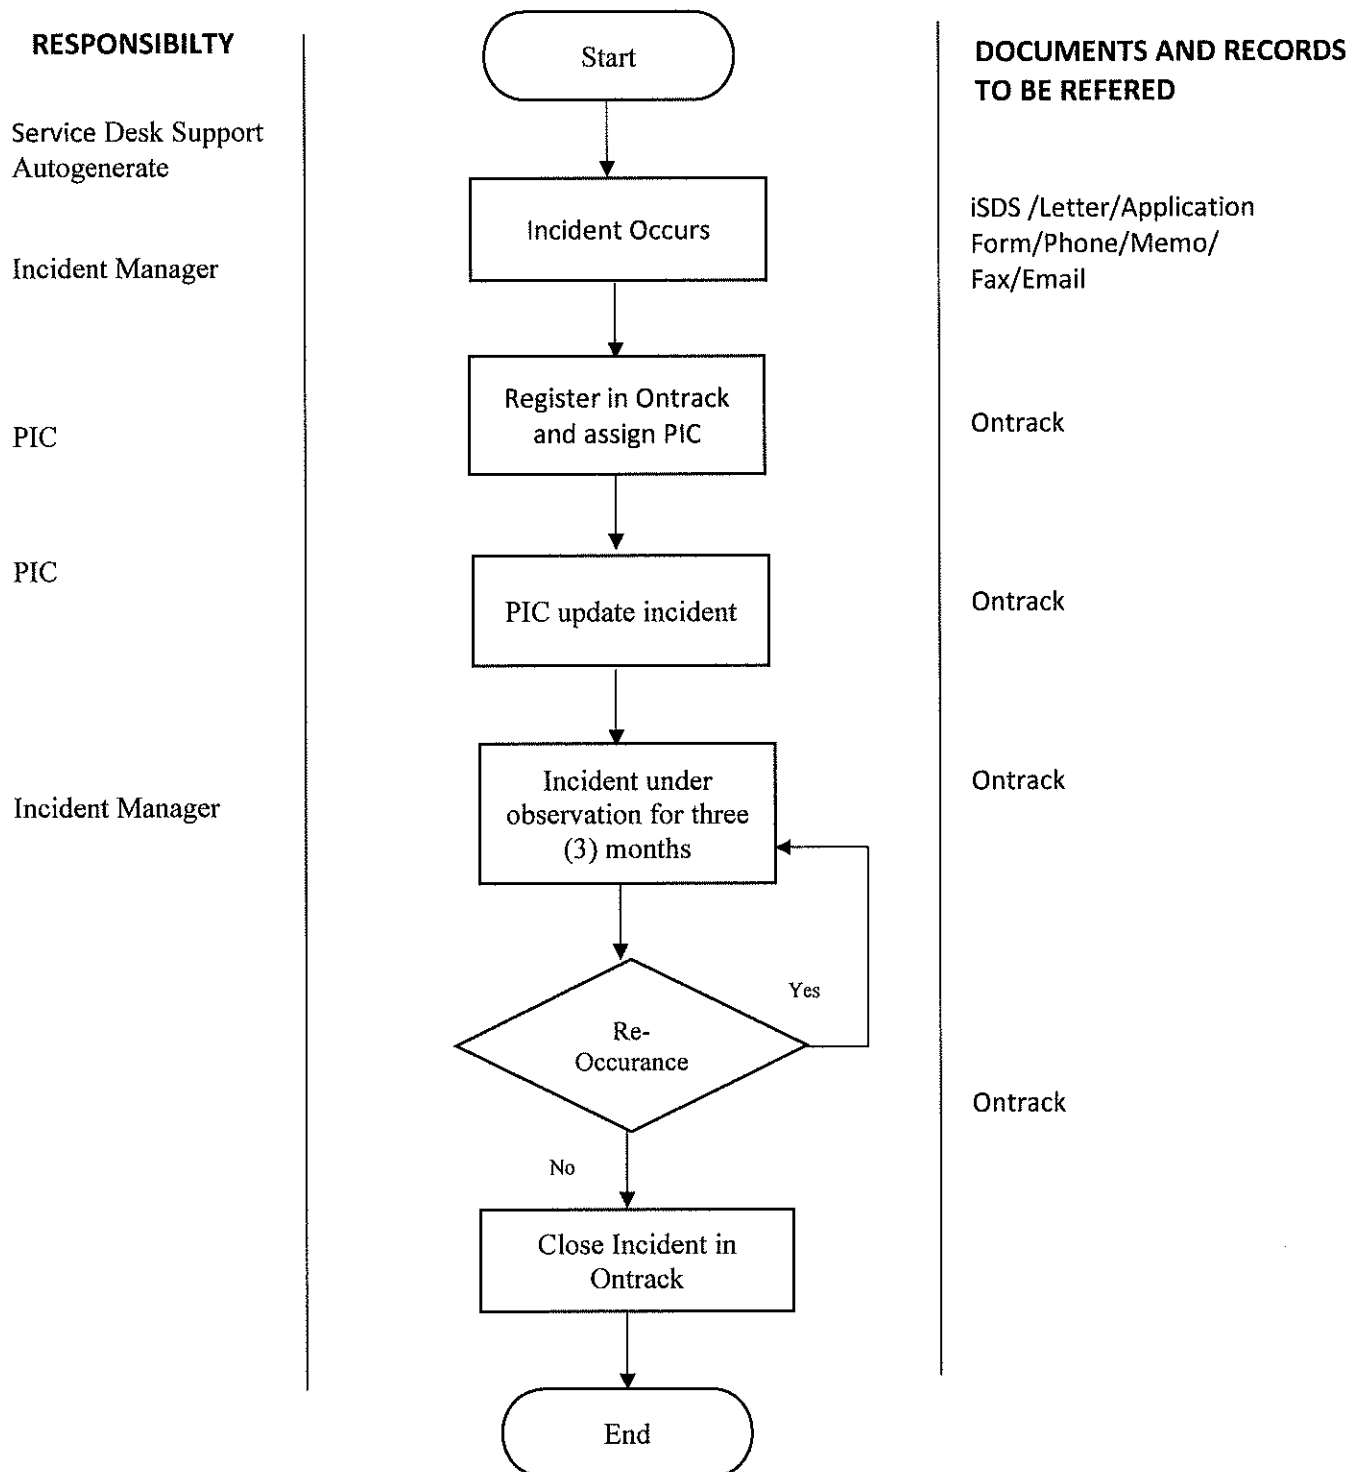 RESPONSIBILTY
Service Desk Support
Autogenerate
Incident Manager
PIC
PIC
Incident Manager
Start
Incident Occurs
Register in Ontrack
and assign PIC
PIC update incident
Incident under
observation for three
(3) months
Re-
Occurance
Yes
No
Close Incident in
Ontrack
End
DOCUMENTS AND RECORDS
TO BE REFERED
iSDS /Letter/Application
Form/Phone/Memo/
Fax/Email
Ontrack
Ontrack
Ontrack
Ontrack